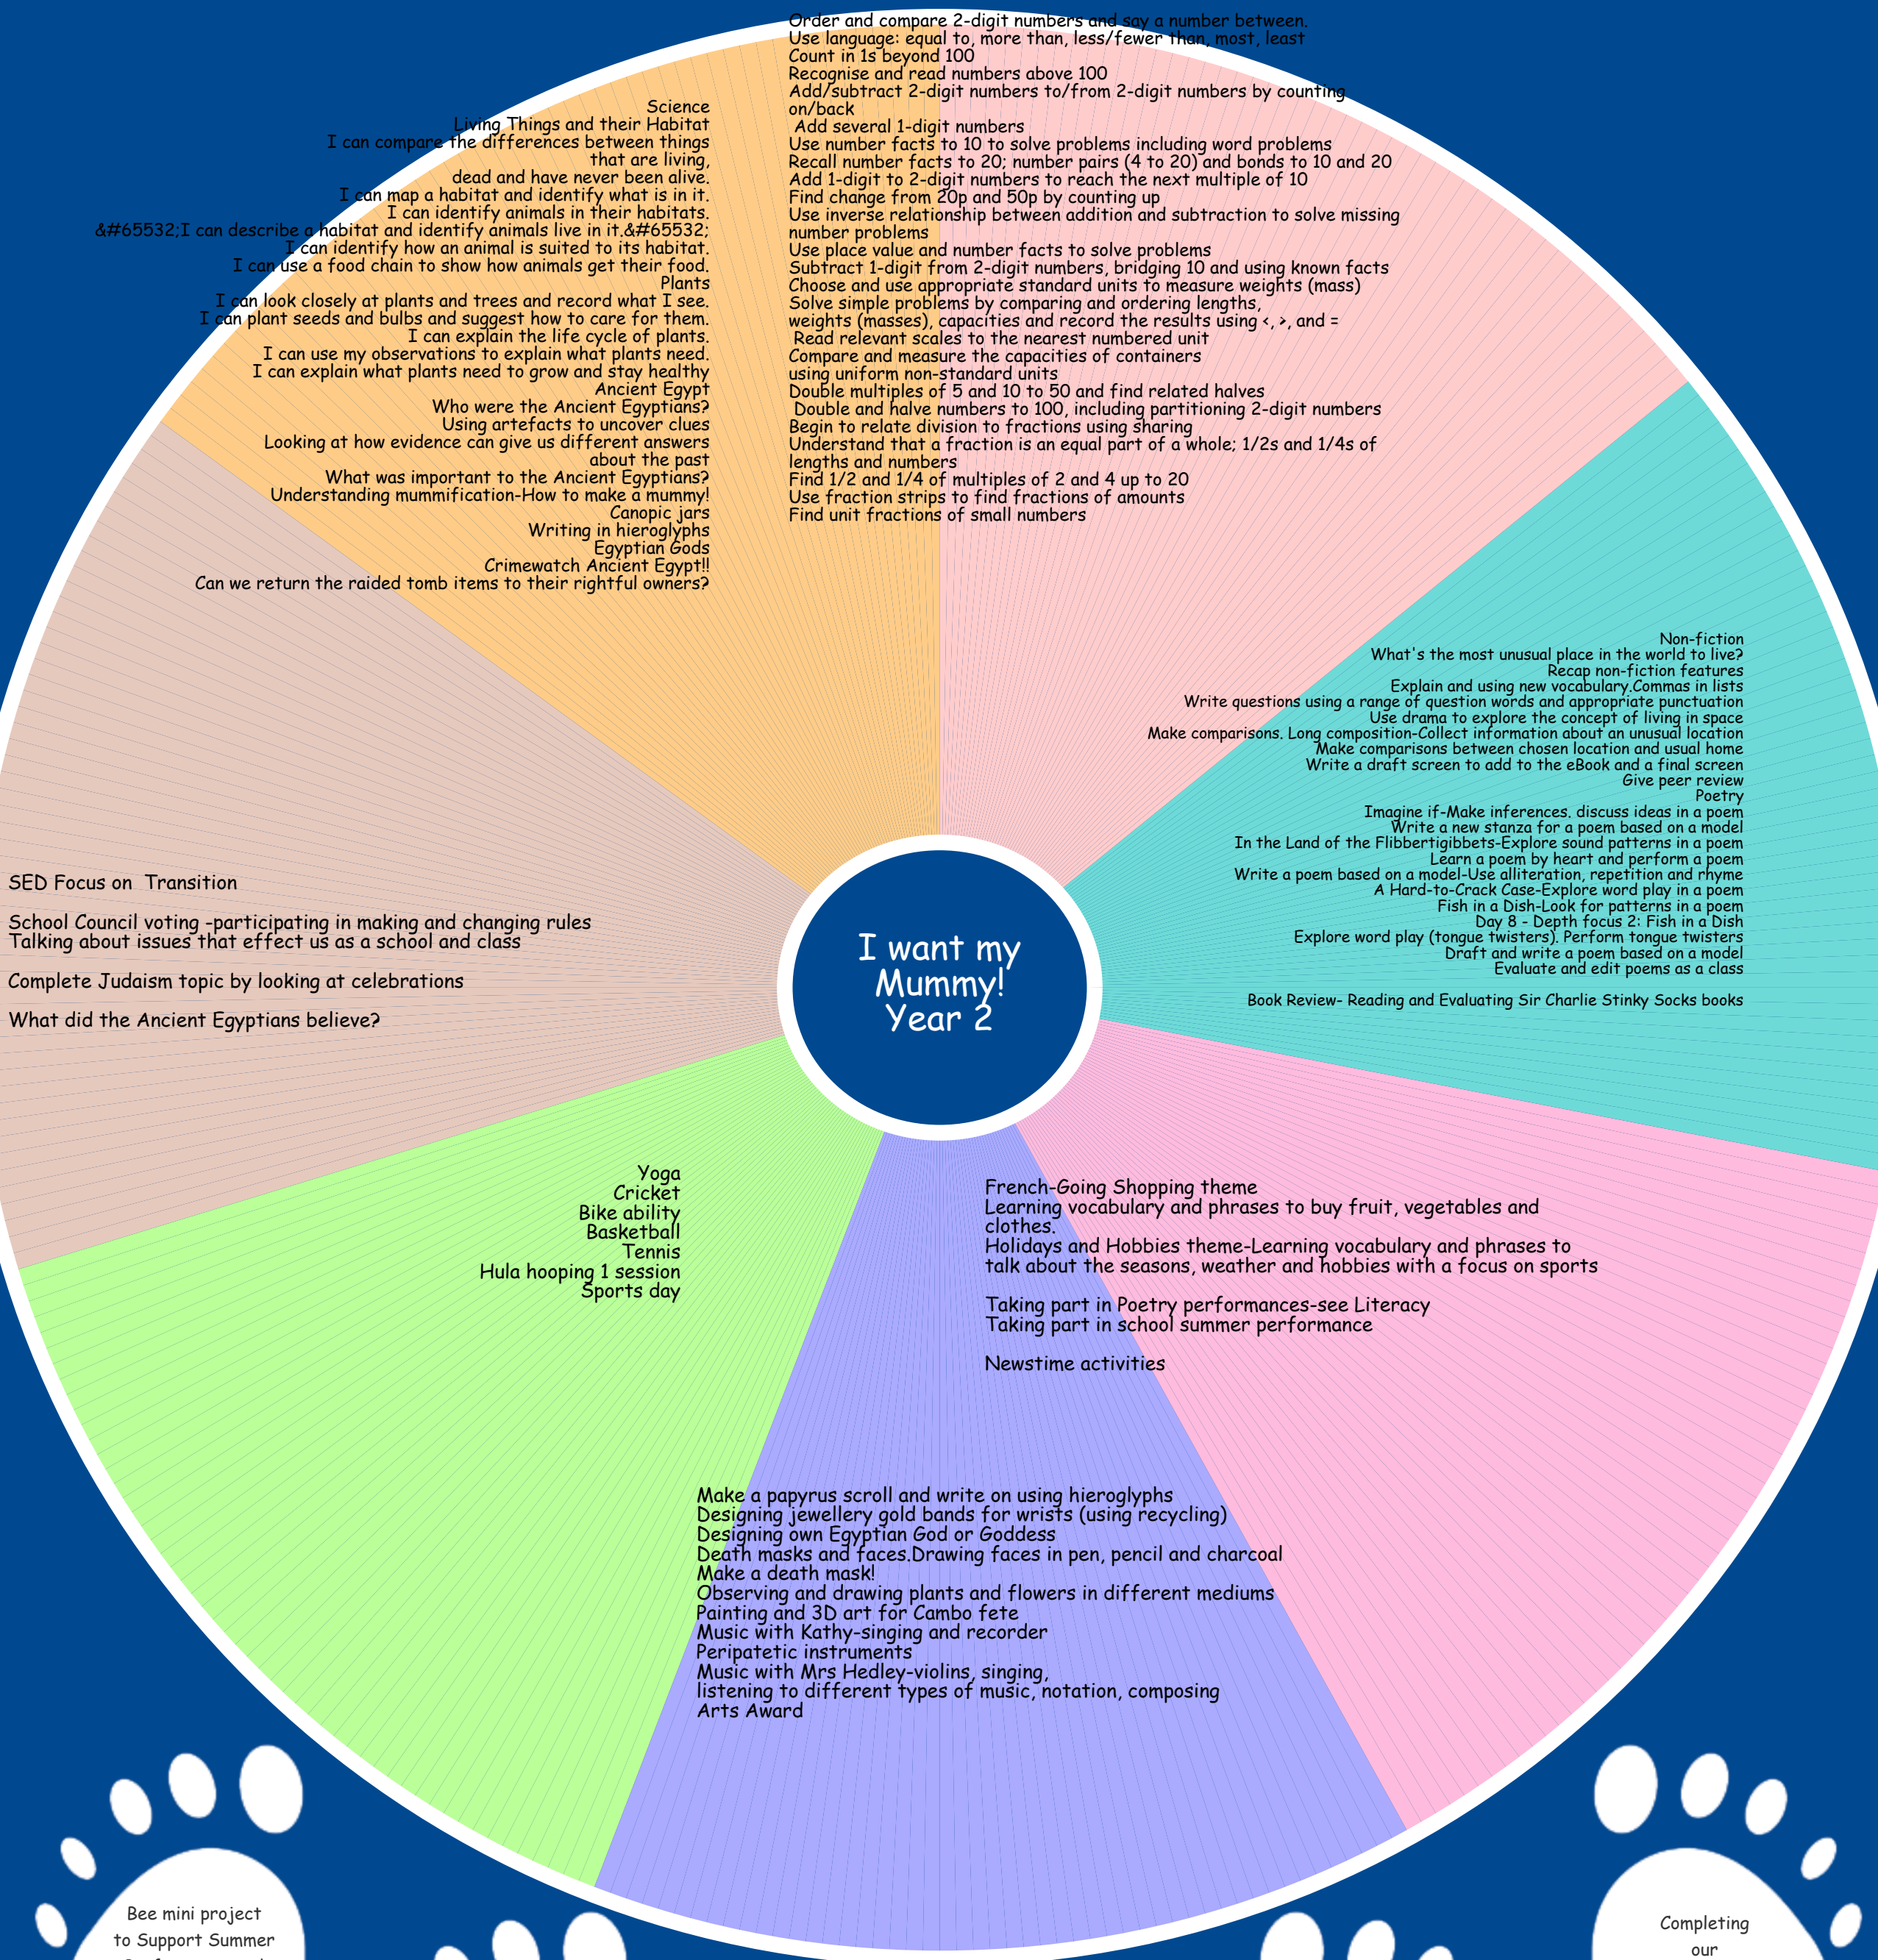 Order and compare 2-digit numbers and say a number between.
Use language: equal to, more than, less/fewer than, most, least
Count in 1s beyond 100
Recognise and read numbers above 100
Add/subtract 2-digit numbers to/from 2-digit numbers by counting
on/back
Add several 1-digit numbers
Use number facts to 10 to solve problems including word problems
Recall number facts to 20; number pairs (4 to 20) and bonds to 10 and 20
Add 1-digit to 2-digit numbers to reach the next multiple of 10
Find change from 20p and 50p by counting up
Use inverse relationship between addition and subtraction to solve missing
number problems
Use place value and number facts to solve problems
Subtract 1-digit from 2-digit numbers, bridging 10 and using known facts
Choose and use appropriate standard units to measure weights (mass)
Solve simple problems by comparing and ordering lengths,
weights (masses), capacities and record the results using <, >, and =
Read relevant scales to the nearest numbered unit
Compare and measure the capacities of containers
using uniform non-standard units
Double multiples of 5 and 10 to 50 and find related halves
Double and halve numbers to 100, including partitioning 2-digit numbers
Begin to relate division to fractions using sharing
Understand that a fraction is an equal part of a whole; 1/2s and 1/4s of
lengths and numbers
Find 1/2 and 1/4 of multiples of 2 and 4 up to 20
Use fraction strips to find fractions of amounts
Find unit fractions of small numbers
Science
Living Things and their Habitat
I can compare the differences between things
that are living,
dead and have never been alive.
I can map a habitat and identify what is in it.
I can identify animals in their habitats.
&#65532;I can describe a habitat and identify animals live in it.&#65532;
I can identify how an animal is suited to its habitat.
I can use a food chain to show how animals get their food.
Plants
I can look closely at plants and trees and record what I see.
I can plant seeds and bulbs and suggest how to care for them.
I can explain the life cycle of plants.
I can use my observations to explain what plants need.
I can explain what plants need to grow and stay healthy
Ancient Egypt
Who were the Ancient Egyptians?
Using artefacts to uncover clues
Looking at how evidence can give us different answers
about the past
What was important to the Ancient Egyptians?
Understanding mummification-How to make a mummy!
Canopic jars
Writing in hieroglyphs
Egyptian Gods
Crimewatch Ancient Egypt!!
Can we return the raided tomb items to their rightful owners?
Non-fiction
What's the most unusual place in the world to live?
Recap non-fiction features
Explain and using new vocabulary.Commas in lists
Write questions using a range of question words and appropriate punctuation
Use drama to explore the concept of living in space
Make comparisons. Long composition-Collect information about an unusual location
Make comparisons between chosen location and usual home
Write a draft screen to add to the eBook and a final screen
Give peer review
Poetry
Imagine if-Make inferences. discuss ideas in a poem
Write a new stanza for a poem based on a model
In the Land of the Flibbertigibbets-Explore sound patterns in a poem
Learn a poem by heart and perform a poem
Write a poem based on a model-Use alliteration, repetition and rhyme
A Hard-to-Crack Case-Explore word play in a poem
Fish in a Dish-Look for patterns in a poem
Day 8 - Depth focus 2: Fish in a Dish
Explore word play (tongue twisters). Perform tongue twisters
Draft and write a poem based on a model
Evaluate and edit poems as a class
Book Review- Reading and Evaluating Sir Charlie Stinky Socks books
SED Focus on  Transition
School Council voting -participating in making and changing rules
Talking about issues that effect us as a school and class
Complete Judaism topic by looking at celebrations
What did the Ancient Egyptians believe?
I want my
Mummy!
Year 2
Yoga
Cricket
Bike ability
Basketball
Tennis
Hula hooping 1 session
Sports day
French-Going Shopping theme
Learning vocabulary and phrases to buy fruit, vegetables and
clothes.
Holidays and Hobbies theme-Learning vocabulary and phrases to
talk about the seasons, weather and hobbies with a focus on sports
Taking part in Poetry performances-see Literacy
Taking part in school summer performance
Newstime activities
Make a papyrus scroll and write on using hieroglyphs
Designing jewellery gold bands for wrists (using recycling)
Designing own Egyptian God or Goddess
Death masks and faces.Drawing faces in pen, pencil and charcoal
Make a death mask!
Observing and drawing plants and flowers in different mediums
Painting and 3D art for Cambo fete
Music with Kathy-singing and recorder
Peripatetic instruments
Music with Mrs Hedley-violins, singing,
listening to different types of music, notation, composing
Arts Award
Bee mini project
to Support Summer
Completing
our